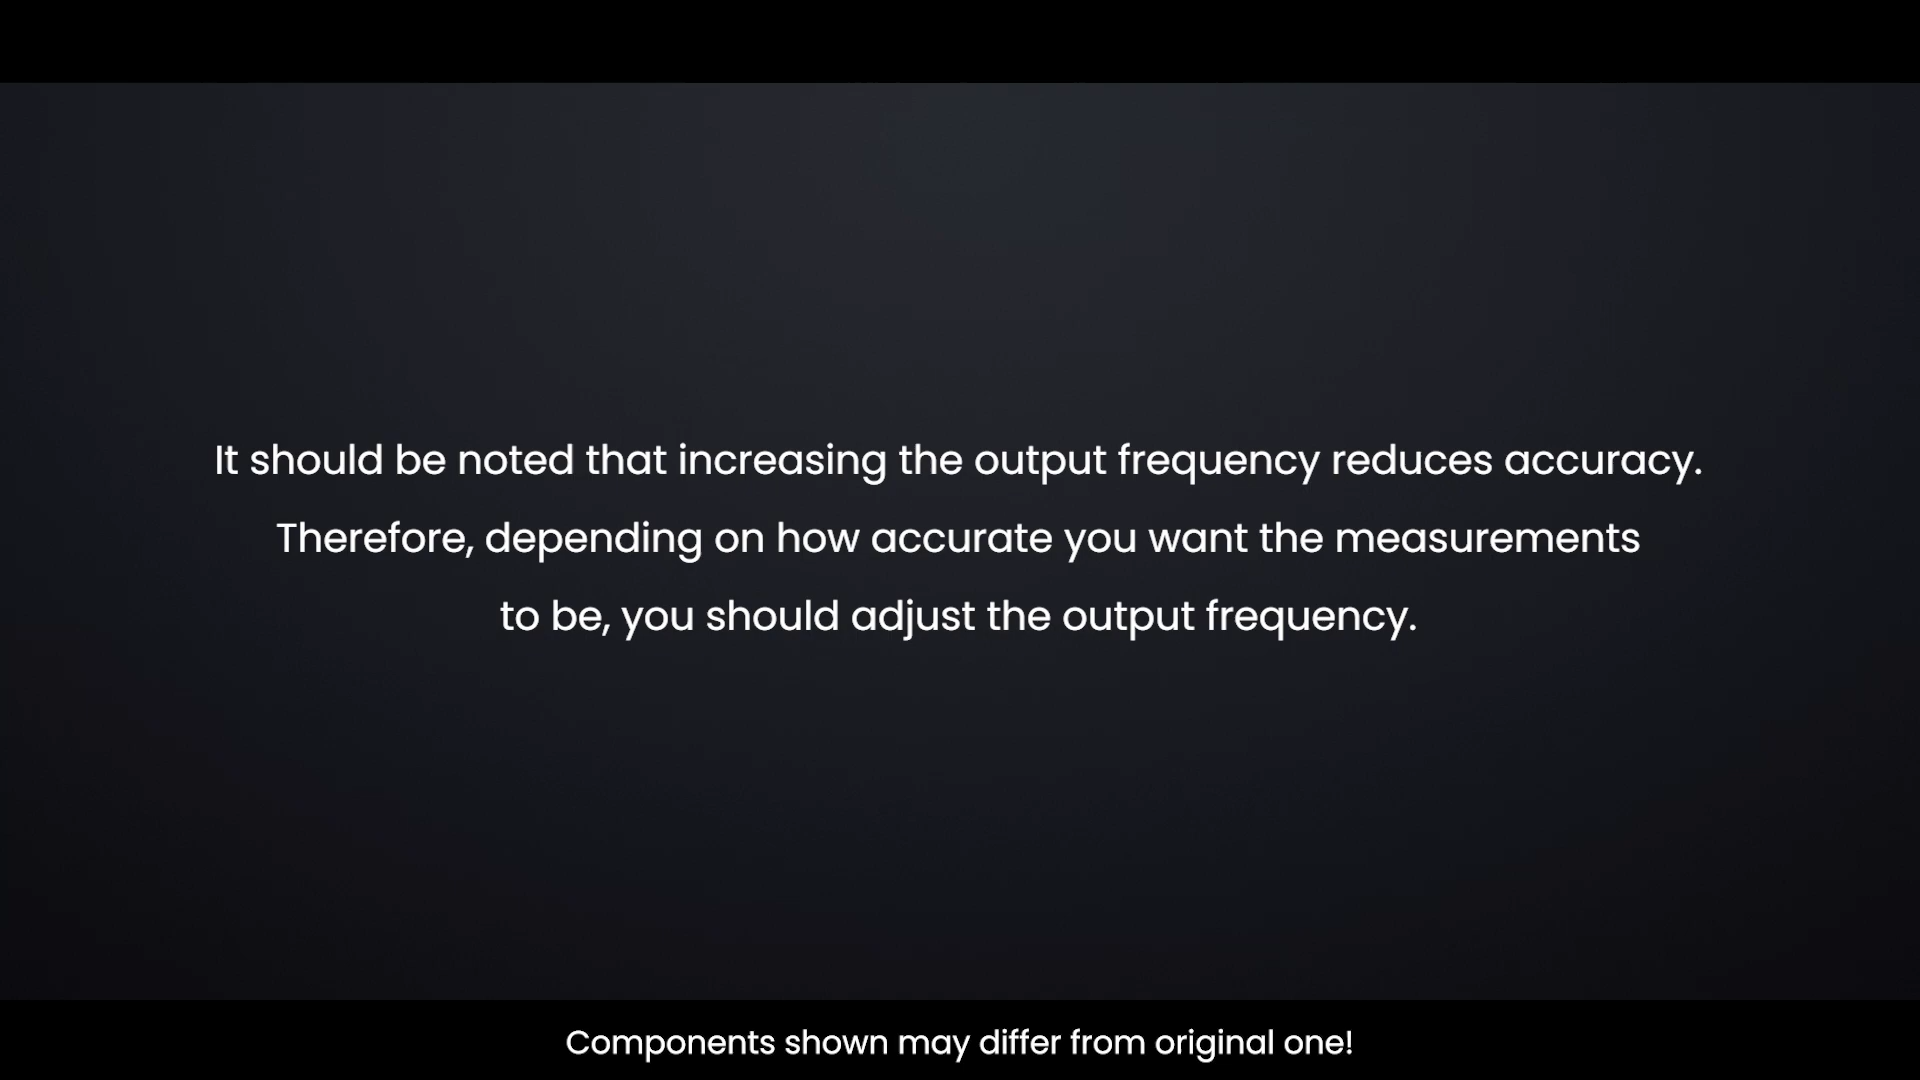 It should be noted that increasing the output frequency reduces accuracy.
Therefore, depending on how accurate you want the measurements
to be, you should adjust the output frequency.
Components shown may differ from original one!